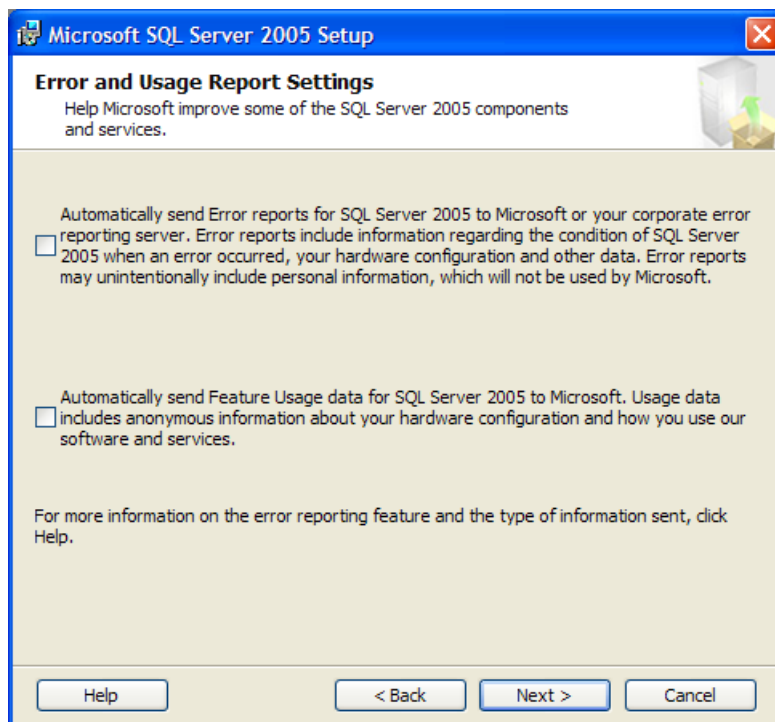 Microsoft SQL Server 2005 Setup
Error and Usage Report Settings
Help Microsoft improve some of the SQL Server 2005 components
and services.
Automatically send Error reports for SQL Server 2005 to Microsoft or your corporate error
reporting server. Error reports include information regarding the condition of SQL Server
2005 when an error occurred, your hardware configuration and other data. Error reports
may unintentionally include personal information, which will not be used by Microsoft.
Automatically send Feature Usage data for SQL Server 2005 to Microsoft. Usage data
includes anonymous information about your hardware configuration and how you use our
software and services.
For more information on the error reporting feature and the type of information sent, click
Help.
Help
< Back
Next >
Cancel